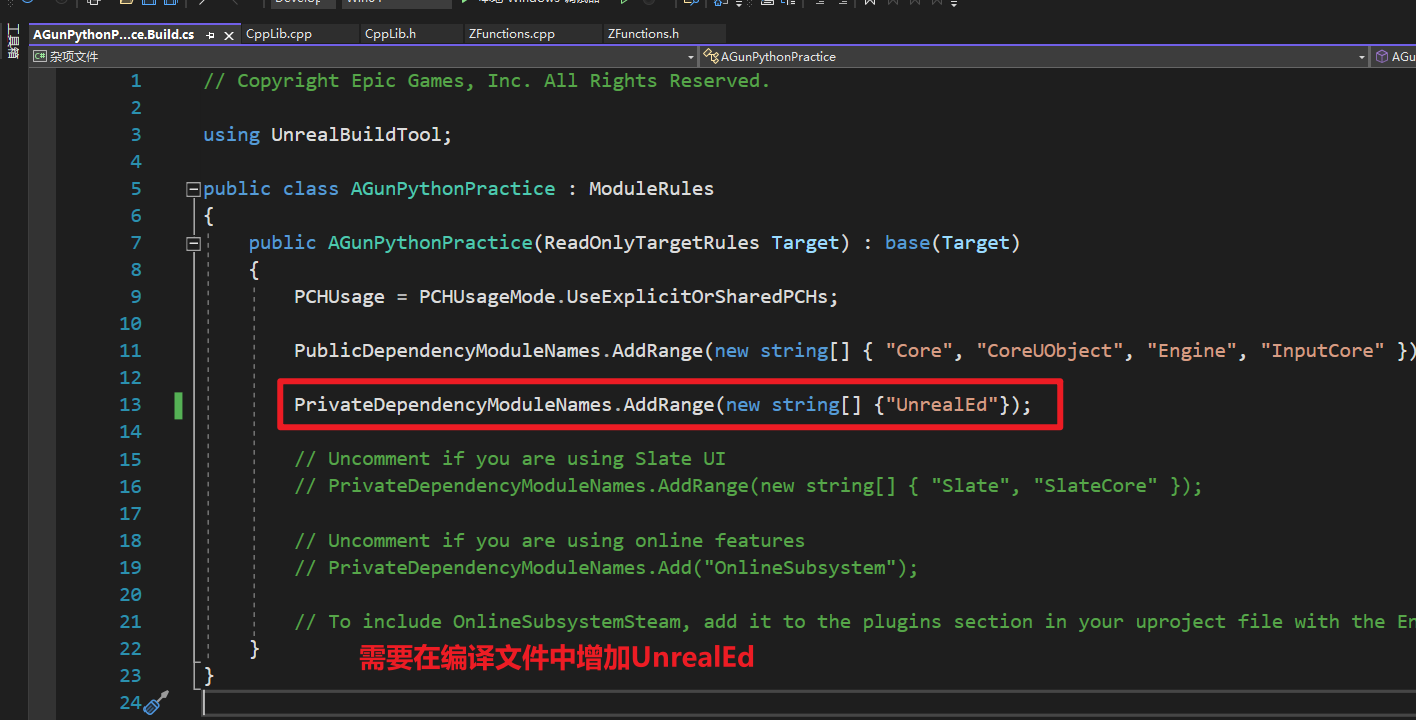 工具箱
AGunPythonP...ce.Build.cs
CppLib.cpp
CppLib.h
ZFunctions.cpp
ZFunctions.h
杂项文件
AGunPythonPractice
1 // Copyright Epic Games, Inc. All Rights Reserved.
2
3 using UnrealBuildTool;
4
5 public class AGunPythonPractice : ModuleRules
6 {
7 public AGunPythonPractice(ReadOnlyTargetRules Target) : base(Target)
8 {
9 PCHUsage = PCHUsageMode.UseExplicitOrSharedPCHs;
10
11 PublicDependencyModuleNames.AddRange(new string[] { "Core", "CoreUObject", "Engine", "InputCore" })
12
13 PrivateDependencyModuleNames.AddRange(new string[] {"UnrealEd"});
14
15 // Uncomment if you are using Slate UI
16 // PrivateDependencyModuleNames.AddRange(new string[] { "Slate", "SlateCore" });
17
18 // Uncomment if you are using online features
19 // PrivateDependencyModuleNames.Add("OnlineSubsystem");
20
21 // To include OnlineSubsystemSteam, add it to the plugins section in your uproject file with the En
22 }
需要在编译文件中增加UnrealEd
23 }
24